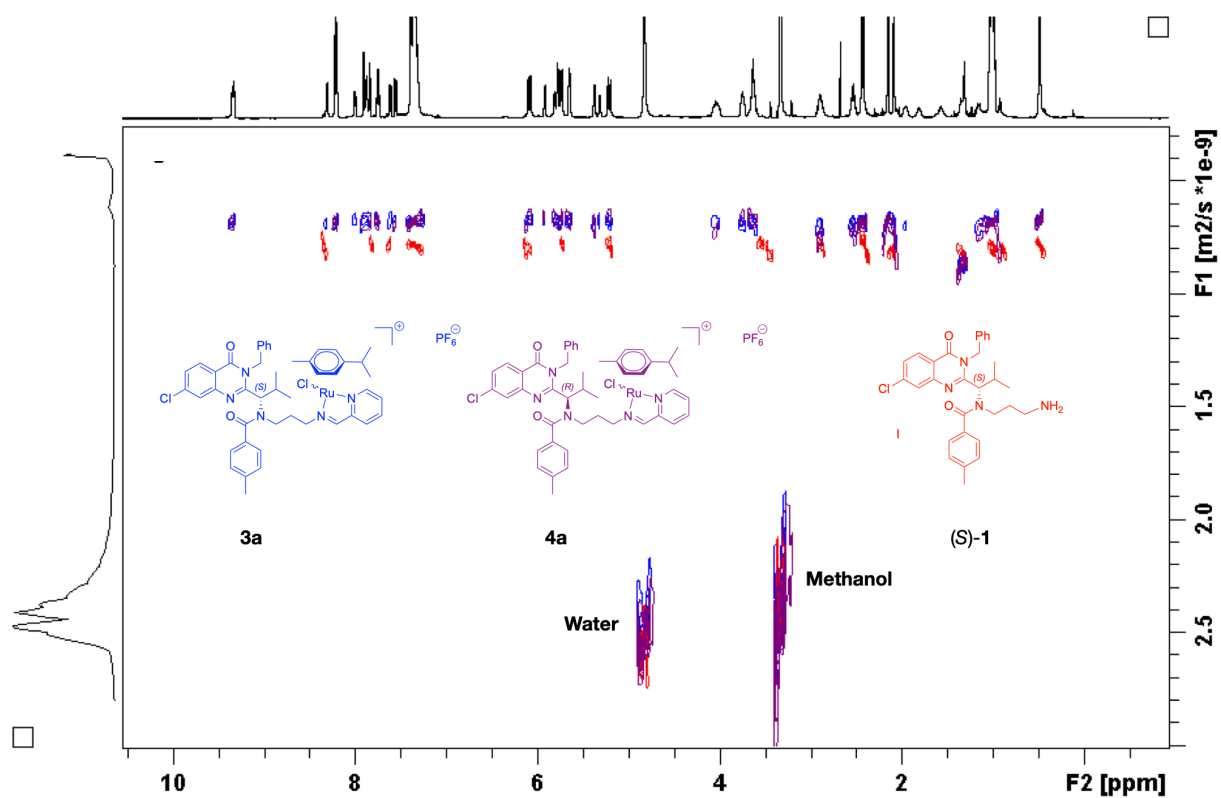 F1 [m2/s *1e-9]
Ph
O
N
Cl
N
(S)
O
N
N
Cl
Ru
N
+
PF6−
3a
Ph
O
N
Cl
N
(R)
O
N
N
Cl
Ru
N
+
PF6−
4a
Ph
O
N
Cl
N
(S)
O
N
NH2
I
(S)-1
Water
Methanol
1.5
2.0
2.5
10
8
6
4
2
F2 [ppm]